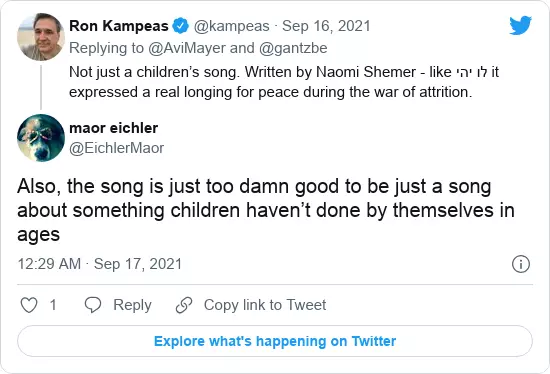 Ron Kampeas @kampeas · Sep 16, 2021
Replying to @AviMayer and @gantzbe
Not just a children’s song. Written by Naomi Shemer - like לו יהי it
expressed a real longing for peace during the war of attrition.
maor eichler
@EichlerMaor
Also, the song is just too damn good to be just a song
about something children haven’t done by themselves in
ages
12:29 AM · Sep 17, 2021
1 Reply Copy link to Tweet
Explore what's happening on Twitter